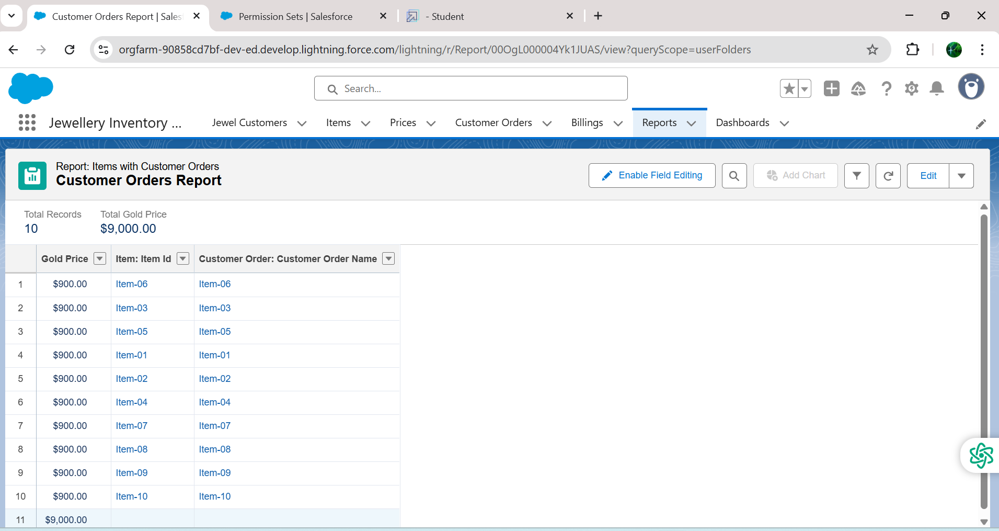 Customer Orders Report | Sales
Permission Sets | Salesforce
- Student
orgfarm-90858cd7bf-dev-ed.develop.lightning.force.com/lightning/r/Report/00OgL000004Yk1JUAS/view?queryScope=userFolders
Search...
Jewellery Inventory ...
Jewel Customers
Items
Prices
Customer Orders
Billings
Reports
Dashboards
Report: Items with Customer Orders
Customer Orders Report
Enable Field Editing
Add Chart
Edit
Total Records
Total Gold Price
10
$9,000.00
Gold Price
Item: Item Id
Customer Order: Customer Order Name
1 $900.00 Item-06 Item-06
2 $900.00 Item-03 Item-03
3 $900.00 Item-05 Item-05
4 $900.00 Item-01 Item-01
5 $900.00 Item-02 Item-02
6 $900.00 Item-04 Item-04
7 $900.00 Item-07 Item-07
8 $900.00 Item-08 Item-08
9 $900.00 Item-09 Item-09
10 $900.00 Item-10 Item-10
11 $9,000.00